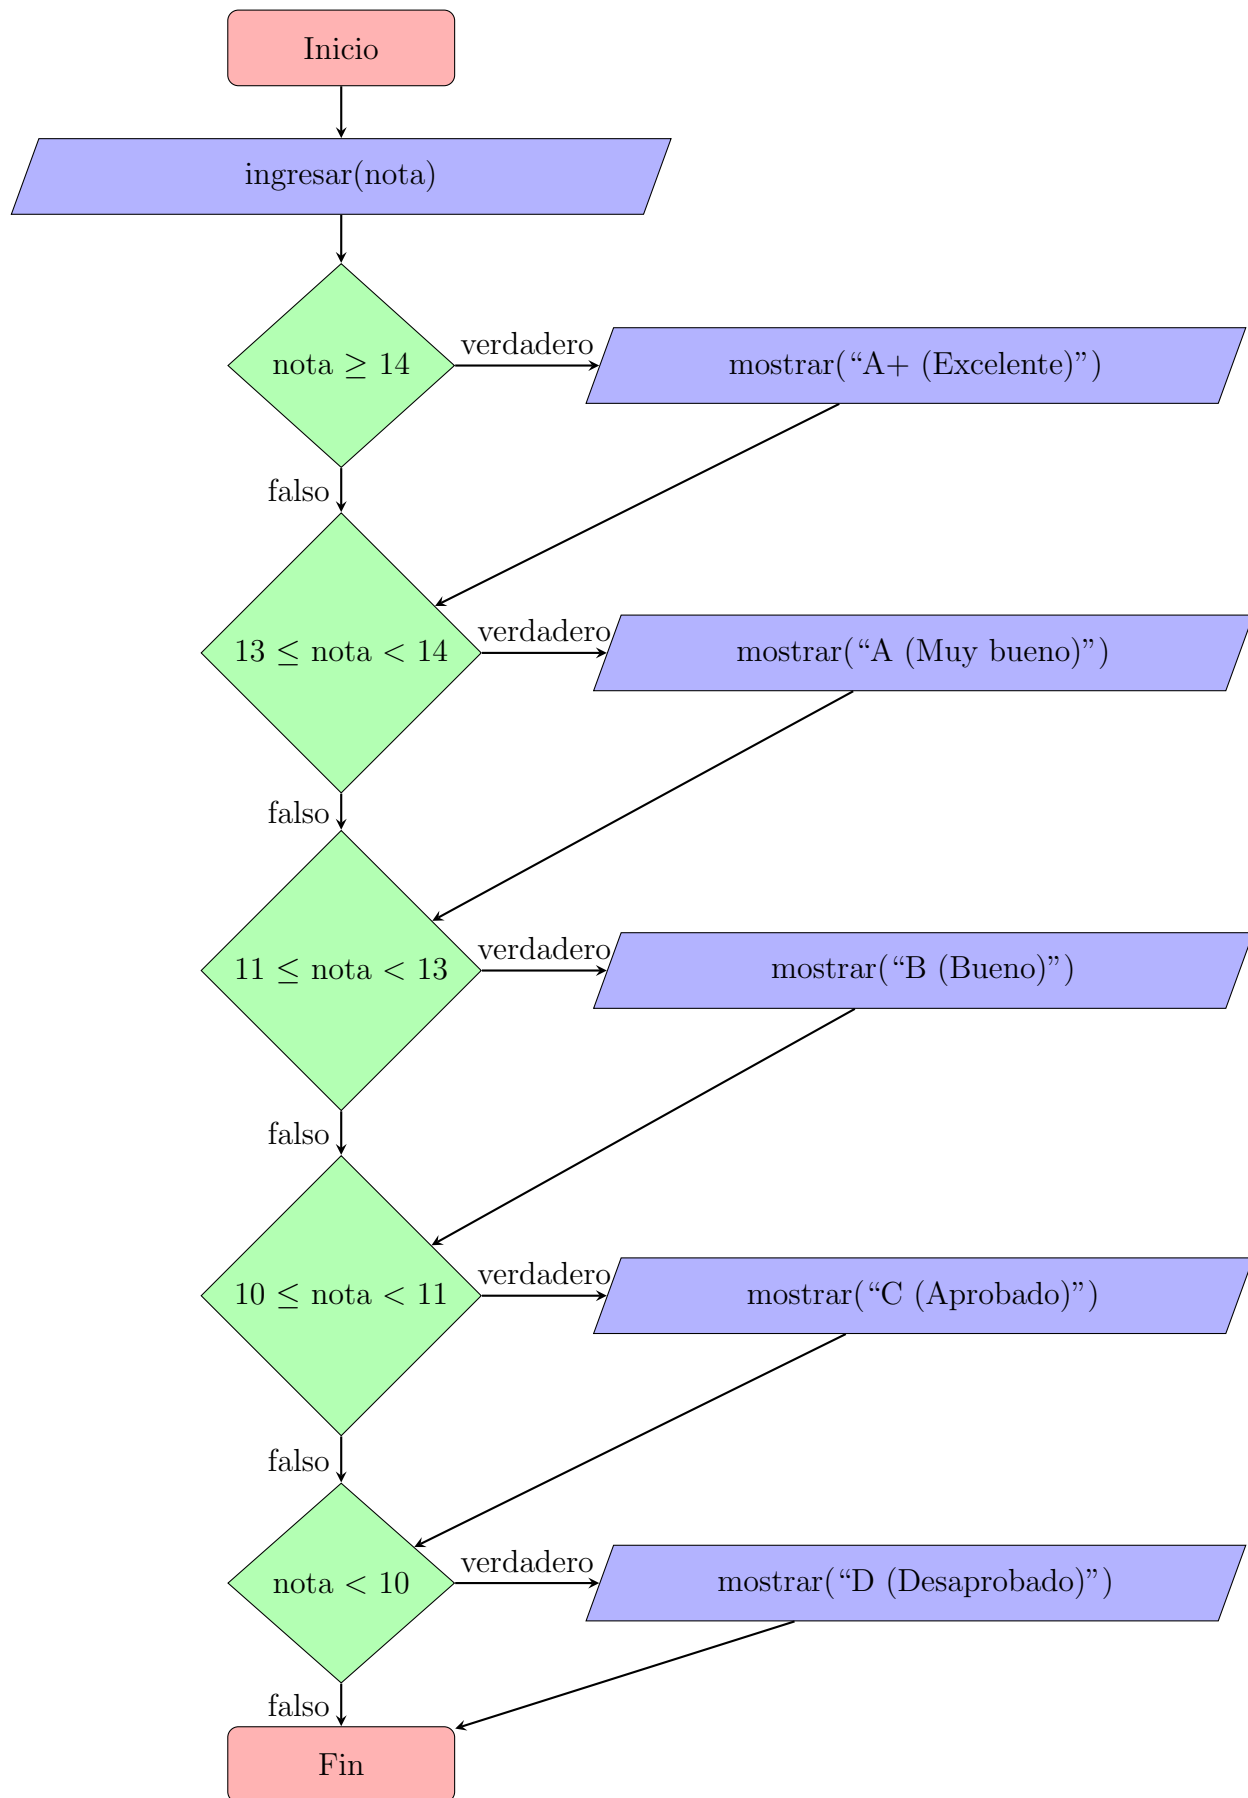 Inicio
ingresar(nota)
nota ≥ 14
verdadero
mostrar(“A+ (Excelente)”)
falso
13 ≤ nota < 14
verdadero
mostrar(“A (Muy bueno)”)
falso
11 ≤ nota < 13
verdadero
mostrar(“B (Bueno)”)
falso
10 ≤ nota < 11
verdadero
mostrar(“C (Aprobado)”)
falso
nota < 10
verdadero
mostrar(“D (Desaprobado)”)
falso
Fin